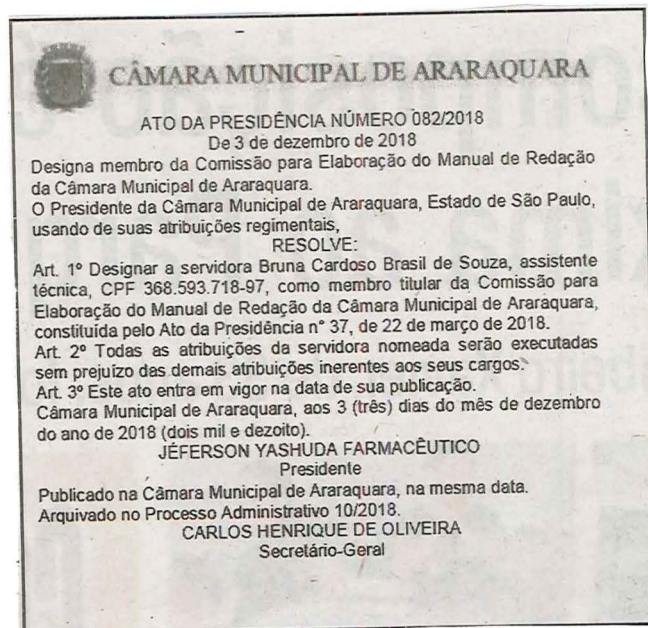 CÂMARA MUNICIPAL DE ARARAQUARA
ATO DA PRESIDÊNCIA NÚMERO 082/2018
De 3 de dezembro de 2018
Designa membro da Comissão para Elaboração do Manual de Redação
da Câmara Municipal de Araraquara.
O Presidente da Câmara Municipal de Araraquara, Estado de São Paulo,
usando de suas atribuições regimentais,
RESOLVE:
Art. 1º Designar a servidora Bruna Cardoso Brasil de Souza, assistente
técnica, CPF 368.593.718-97, como membro titular da Comissão para
Elaboração do Manual de Redação da Câmara Municipal de Araraquara,
constituída pelo Ato da Presidência n° 37, de 22 de março de 2018.
Art. 2º Todas as atribuições da servidora nomeada serão executadas
sem prejuízo das demais atribuições inerentes aos seus cargos.
Art. 3º Este ato entra em vigor na data de sua publicação.
Câmara Municipal de Araraquara, aos 3 (três) dias do mês de dezembro
do ano de 2018 (dois mil e dezoito).
JÉFERSON YASHUDA FARMACÊUTICO
Presidente
Publicado na Câmara Municipal de Araraquara, na mesma data.
Arquivado no Processo Administrativo 10/2018.
CARLOS HENRIQUE DE OLIVEIRA
Secretário-Geral